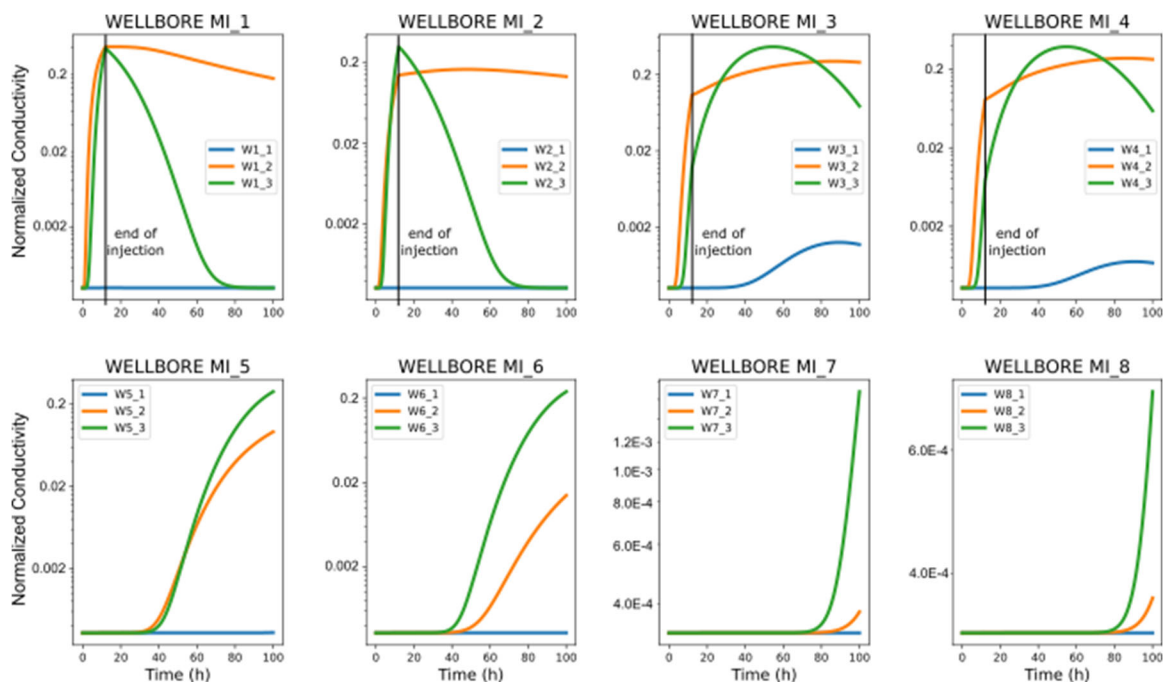 WELLBORE MI_1
Normalized Conductivity
0.2
0.02
0.002
W1_1
W1_2
W1_3
end of
injection
0 20 40 60 80 100
WELLBORE MI_2
0.2
0.02
0.002
W2_1
W2_2
W2_3
end of
injection
0 20 40 60 80 100
WELLBORE MI_3
0.2
0.02
0.002
W3_1
W3_2
W3_3
end of
injection
0 20 40 60 80 100
WELLBORE MI_4
0.2
0.02
0.002
W4_1
W4_2
W4_3
end of
injection
0 20 40 60 80 100
WELLBORE MI_5
Normalized Conductivity
0.2
0.02
0.002
W5_1
W5_2
W5_3
0 20 40 60 80 100
Time (h)
WELLBORE MI_6
0.2
0.02
0.002
W6_1
W6_2
W6_3
0 20 40 60 80 100
Time (h)
WELLBORE MI_7
1.2E-3
1.0E-3
8.0E-4
6.0E-4
4.0E-4
W7_1
W7_2
W7_3
0 20 40 60 80 100
Time (h)
WELLBORE MI_8
6.0E-4
4.0E-4
W8_1
W8_2
W8_3
0 20 40 60 80 100
Time (h)